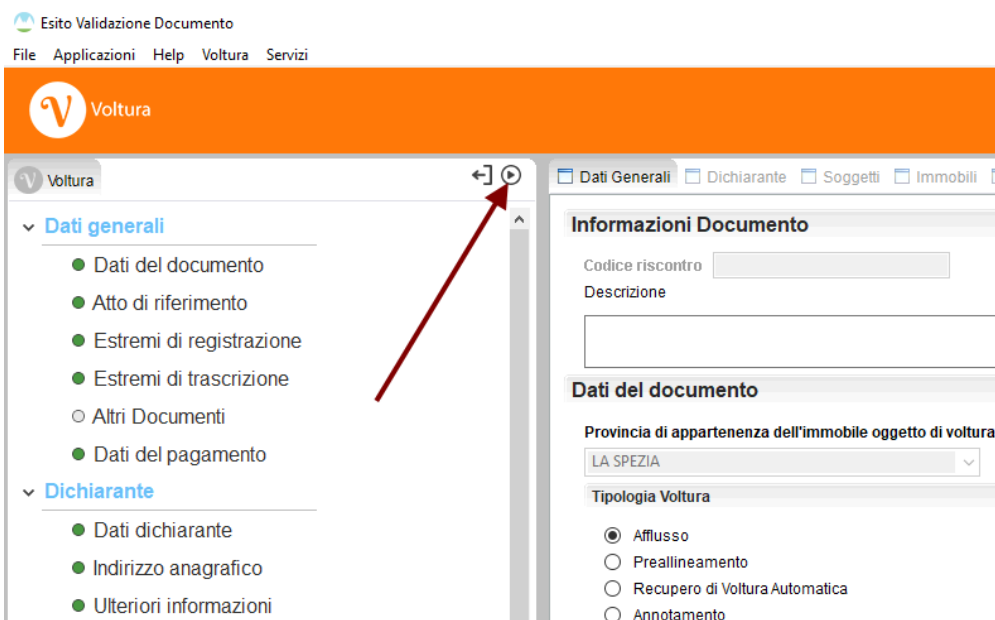 Esito Validazione Documento
File Applicazioni Help Voltura Servizi
V Voltura
V Voltura
Dati generali
Dati del documento
Atto di riferimento
Estremi di registrazione
Estremi di trascrizione
Altri Documenti
Dati del pagamento
Dichiarante
Dati dichiarante
Indirizzo anagrafico
Ulteriori informazioni
Dati Generali Dichiarante Soggetti Immobili
Informazioni Documento
Codice riscontro
Descrizione
Dati del documento
Provincia di appartenenza dell'immobile oggetto di voltura
LA SPEZIA
Tipologia Voltura
Afflusso
Preallineamento
Recupero di Voltura Automatica
Annotamento